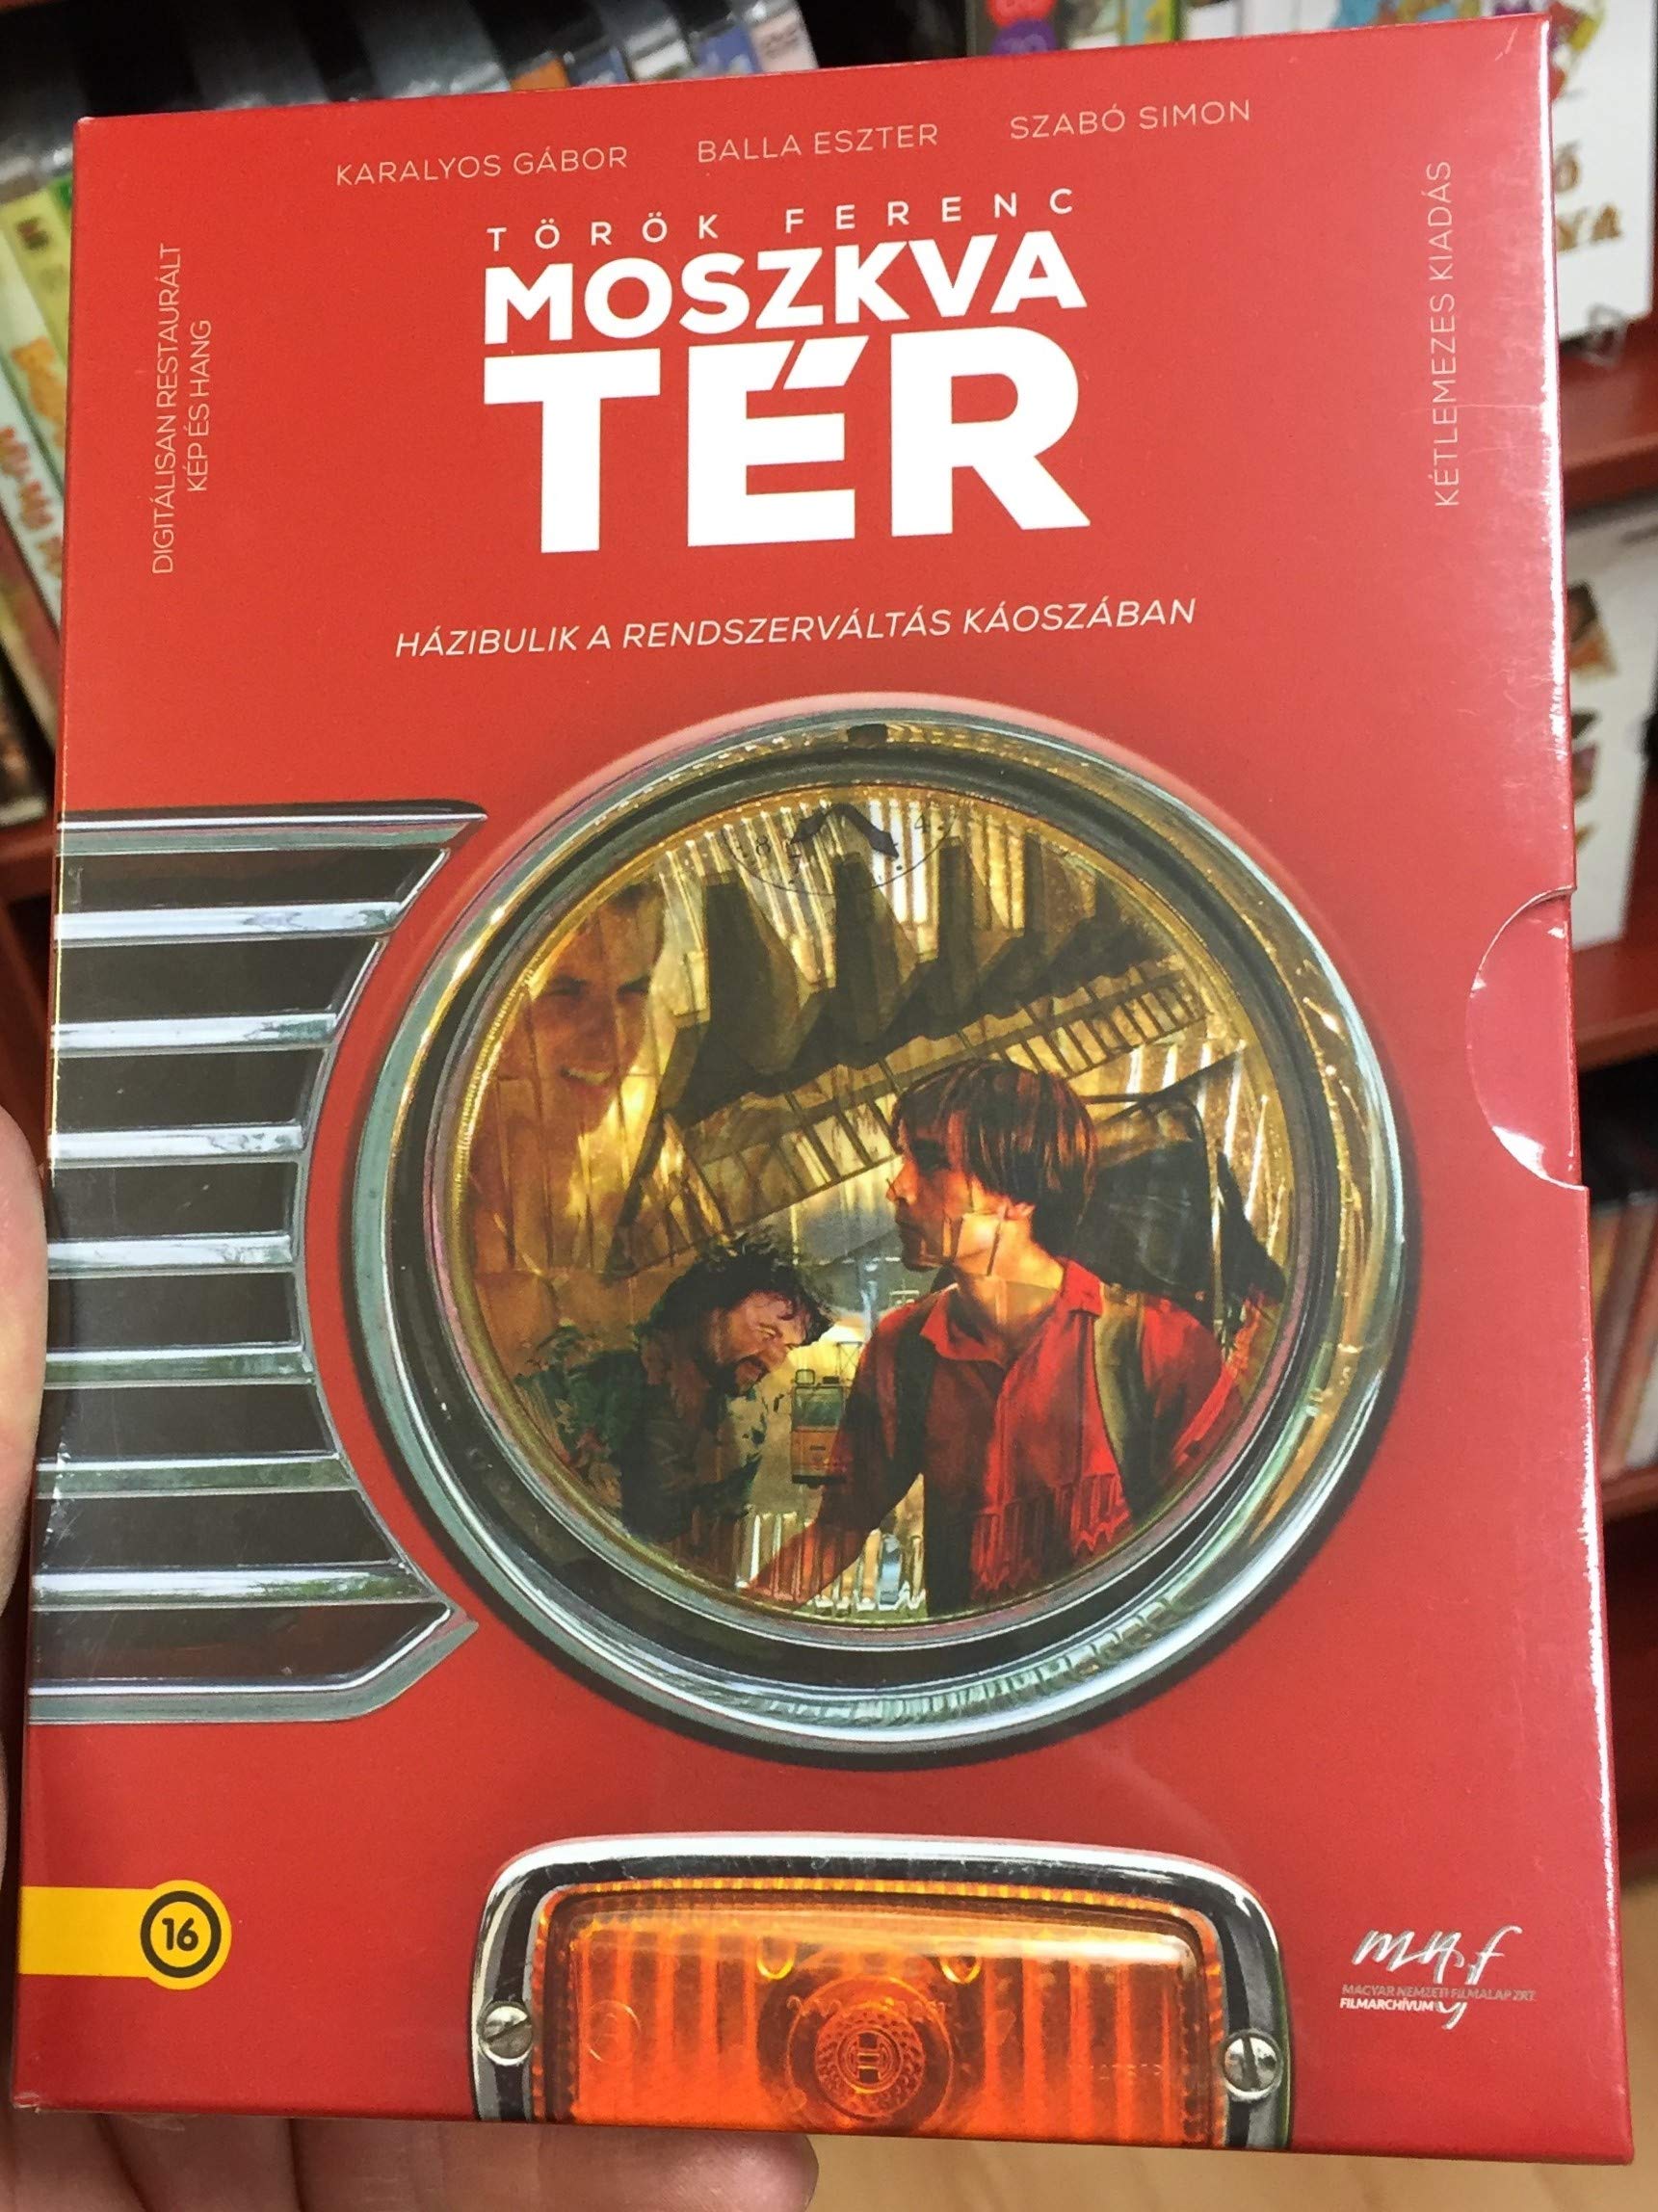 KARALYOS GÁBOR BALLA ESZTER SZABÓ SIMON
TÖRÖK FERENC
MOSZKVA
TÉR
DIGITÁLISAN RESTAURÁLT
KÉP ÉS HANG
KÉTLEMEZES KIADÁS
HÁZIBULIK A RENDSZERVÁLTÁS KÁOSZÁBAN
16
mnf
MAGYAR NEMZETI FILMALAP ZRT.
FILMARCHÍVUM